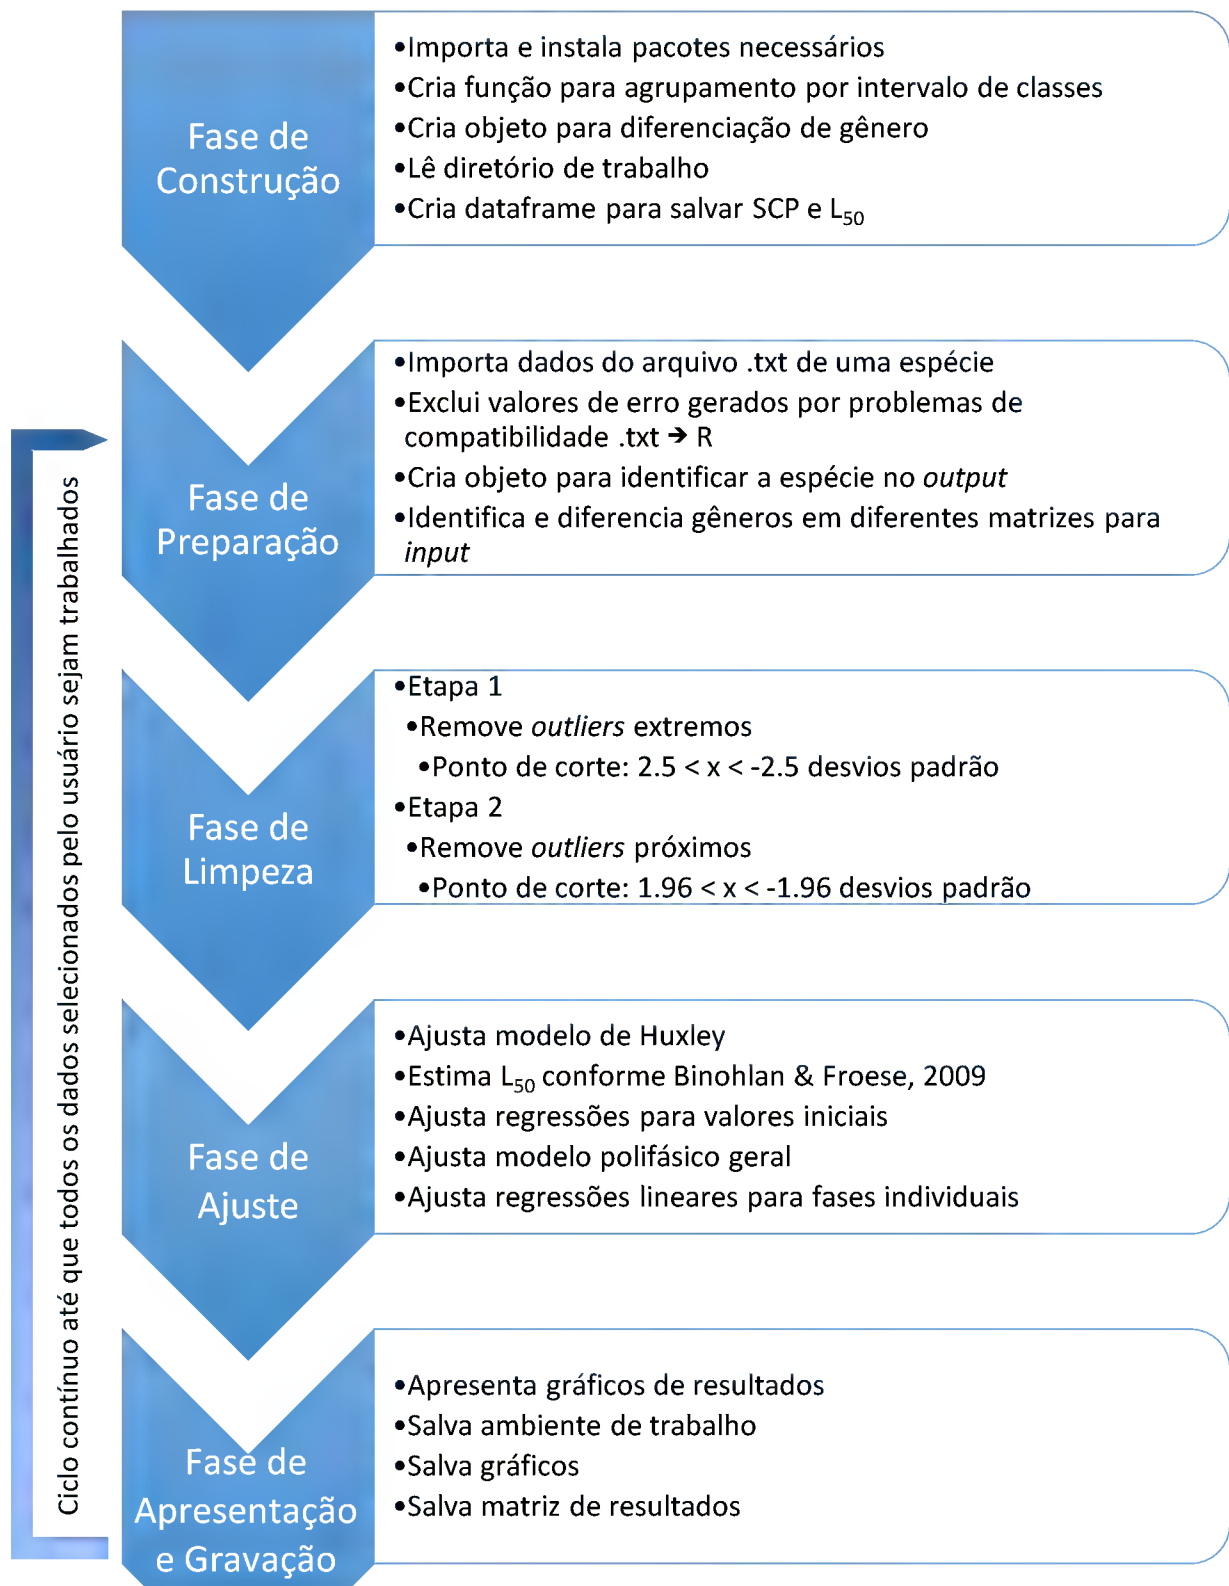 Fase de
Construção
•Importa e instala pacotes necessários
•Cria função para agrupamento por intervalo de classes
•Cria objeto para diferenciação de gênero
•Lê diretório de trabalho
•Cria dataframe para salvar SCP e L50
Ciclo contínuo até que todos os dados selecionados pelo usuário sejam trabalhados
Fase de
Preparação
•Importa dados do arquivo .txt de uma espécie
•Exclui valores de erro gerados por problemas de
compatibilidade .txt → R
•Cria objeto para identificar a espécie no output
•Identifica e diferencia gêneros em diferentes matrizes para
input
Fase de
Limpeza
•Etapa 1
•Remove outliers extremos
•Ponto de corte: 2.5 < x < -2.5 desvios padrão
•Etapa 2
•Remove outliers próximos
•Ponto de corte: 1.96 < x < -1.96 desvios padrão
Fase de
Ajuste
•Ajusta modelo de Huxley
•Estima L50 conforme Binohlan & Froese, 2009
•Ajusta regressões para valores iniciais
•Ajusta modelo polifásico geral
•Ajusta regressões lineares para fases individuais
Fase de
Apresentação
e Gravação
•Apresenta gráficos de resultados
•Salva ambiente de trabalho
•Salva gráficos
•Salva matriz de resultados